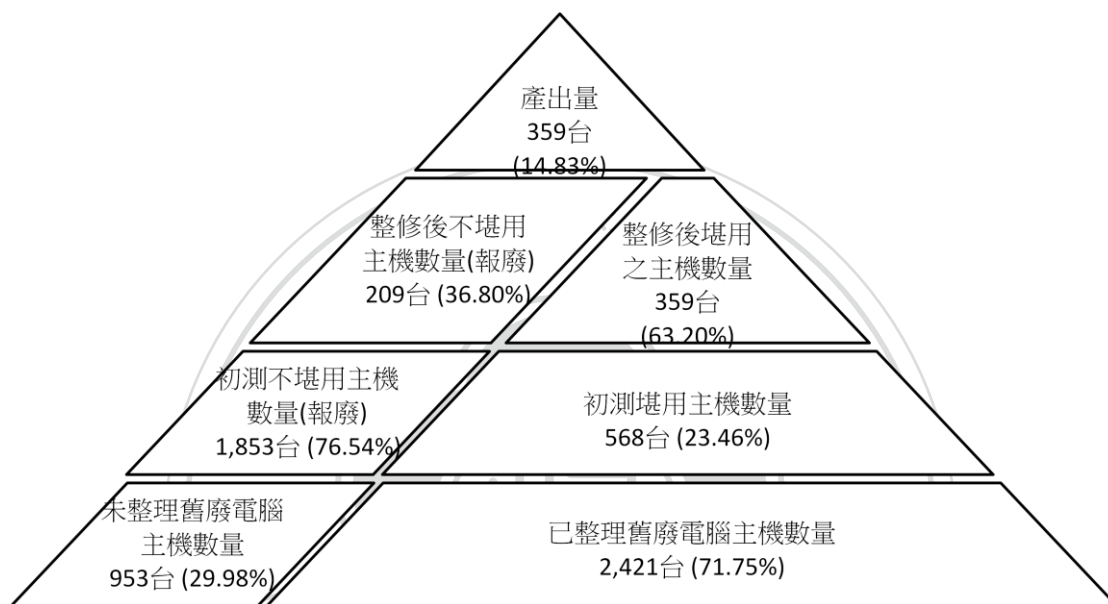 產出量
359台
(14.83%)
整修後不堪用
主機數量(報廢)
209台 (36.80%)
整修後堪用
之主機數量
359台
(63.20%)
初測不堪用主機
數量(報廢)
1,853台 (76.54%)
初測堪用主機數量
568台 (23.46%)
未整理舊廢電腦
主機數量
953台 (29.98%)
已整理舊廢電腦主機數量
2,421台 (71.75%)